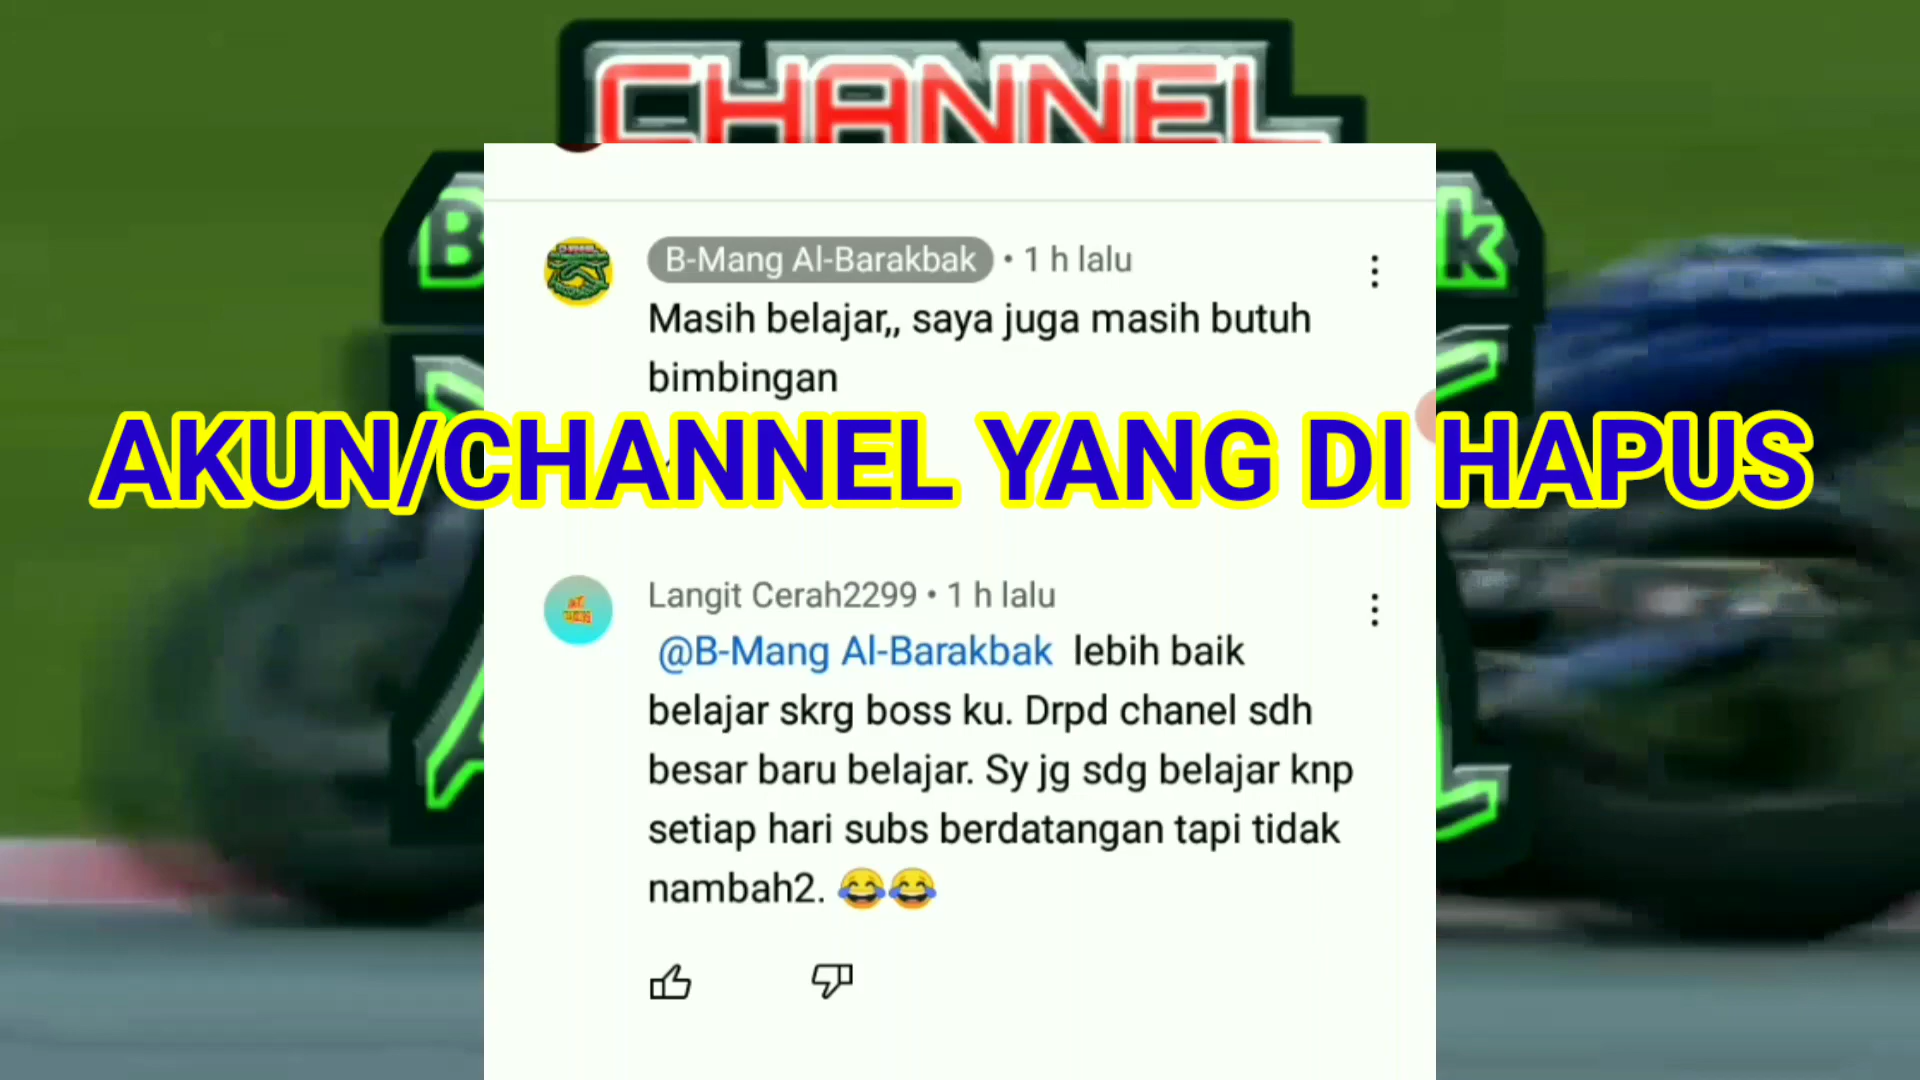 CHANNEL
B-Mang Al-Barakbak • 1 h lalu
Masih belajar,, saya juga masih butuh
bimbingan
AKUN/CHANNEL YANG DI HAPUS
Langit Cerah2299 • 1 h lalu
@B-Mang Al-Barakbak lebih baik
belajar skrg boss ku. Drpd chanel sdh
besar baru belajar. Sy jg sdg belajar knp
setiap hari subs berdatangan tapi tidak
nambah2. 😂😂